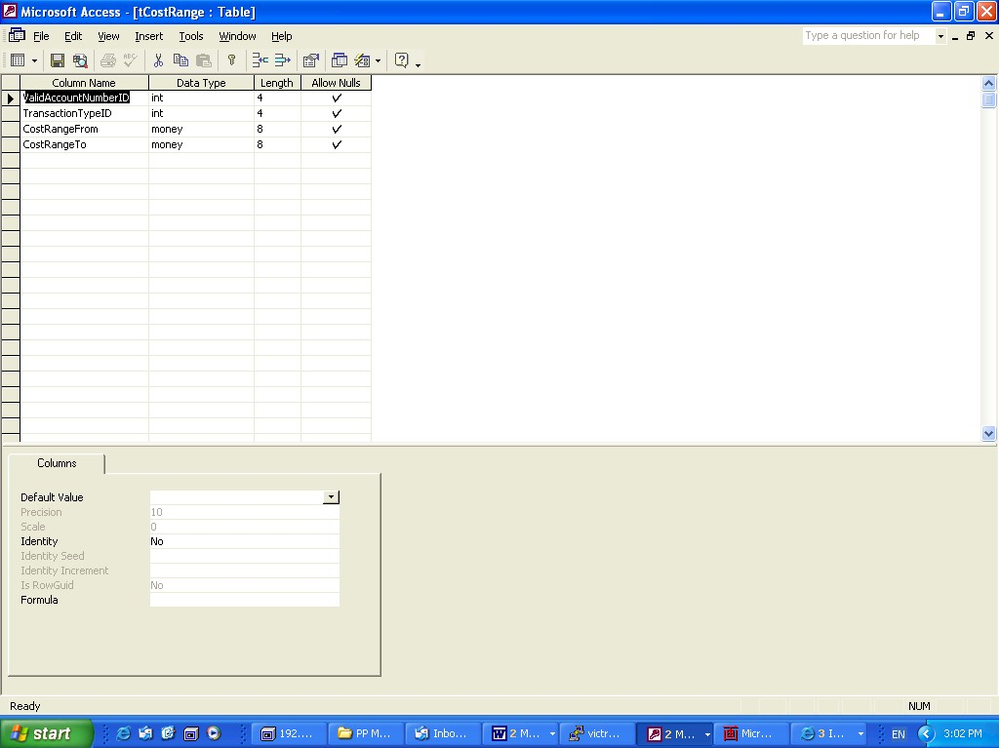 Microsoft Access - [tCostRange : Table]
File Edit View Insert Tools Window Help Type a question for help
Column Name Data Type Length Allow Nulls
ValidAccountNumberID int 4
TransactionTypeID int 4
CostRangeFrom money 8
CostRangeTo money 8
Columns
Default Value
Precision 10
Scale 0
Identity No
Identity Seed
Identity Increment
Is RowGuid No
Formula
Ready NUM
start 192.... PP M... Inbo... 2 M... victr... 2 M... Micr... 3 I... EN 3:02 PM